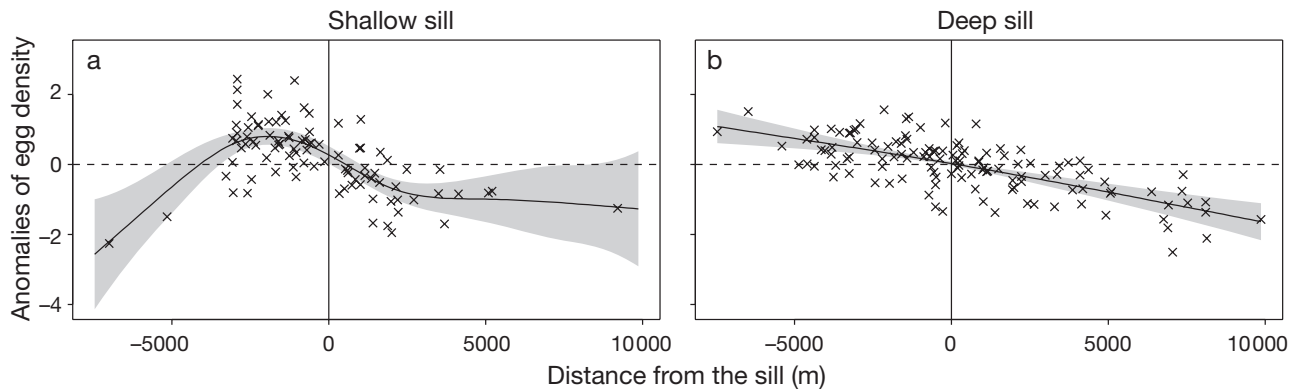 Shallow sill
Deep sill
a
b
Anomalies of egg density
2
0
−2
−4
−5000 0 5000 10000
−5000 0 5000 10000
Distance from the sill (m)